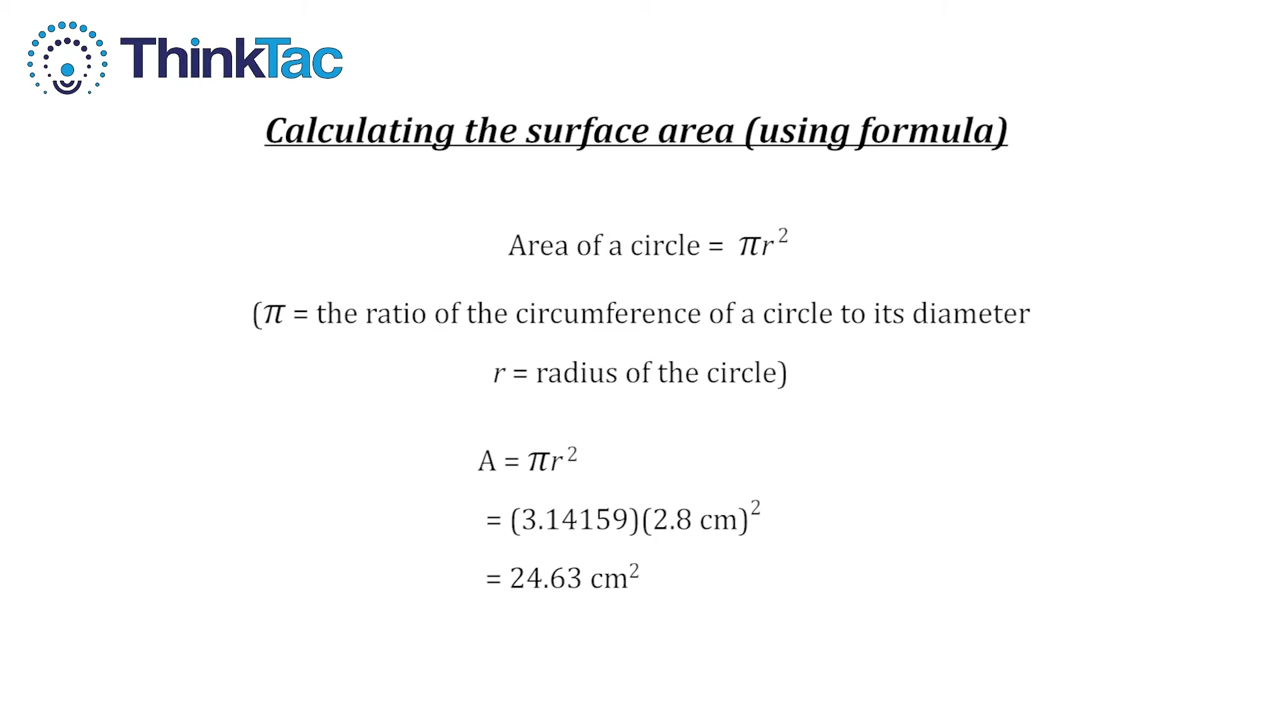 ThinkTac
Calculating the surface area (using formula)
Area of a circle = πr²
(π = the ratio of the circumference of a circle to its diameter
r = radius of the circle)
A = πr²
= (3.14159)(2.8 cm)²
= 24.63 cm²